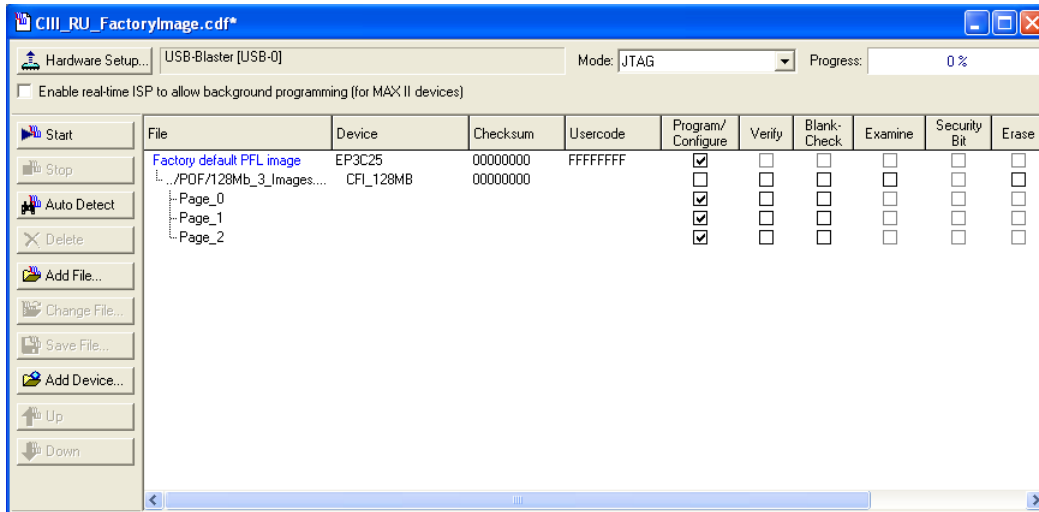 CIII_RU_FactoryImage.cdf*
Hardware Setup... USB-Blaster [USB-0] Mode: JTAG Progress: 0 %
Enable real-time ISP to allow background programming (for MAX II devices)
Start
Stop
Auto Detect
Delete
Add File...
Change File...
Save File...
Add Device...
Up
Down
File Device Checksum Usercode Program/ Configure Verify Blank- Check Examine Security Bit Erase
Factory default PFL image EP3C25 00000000 FFFFFFFF
../POF/128Mb_3_Images.... CFI_128MB 00000000
Page_0
Page_1
Page_2